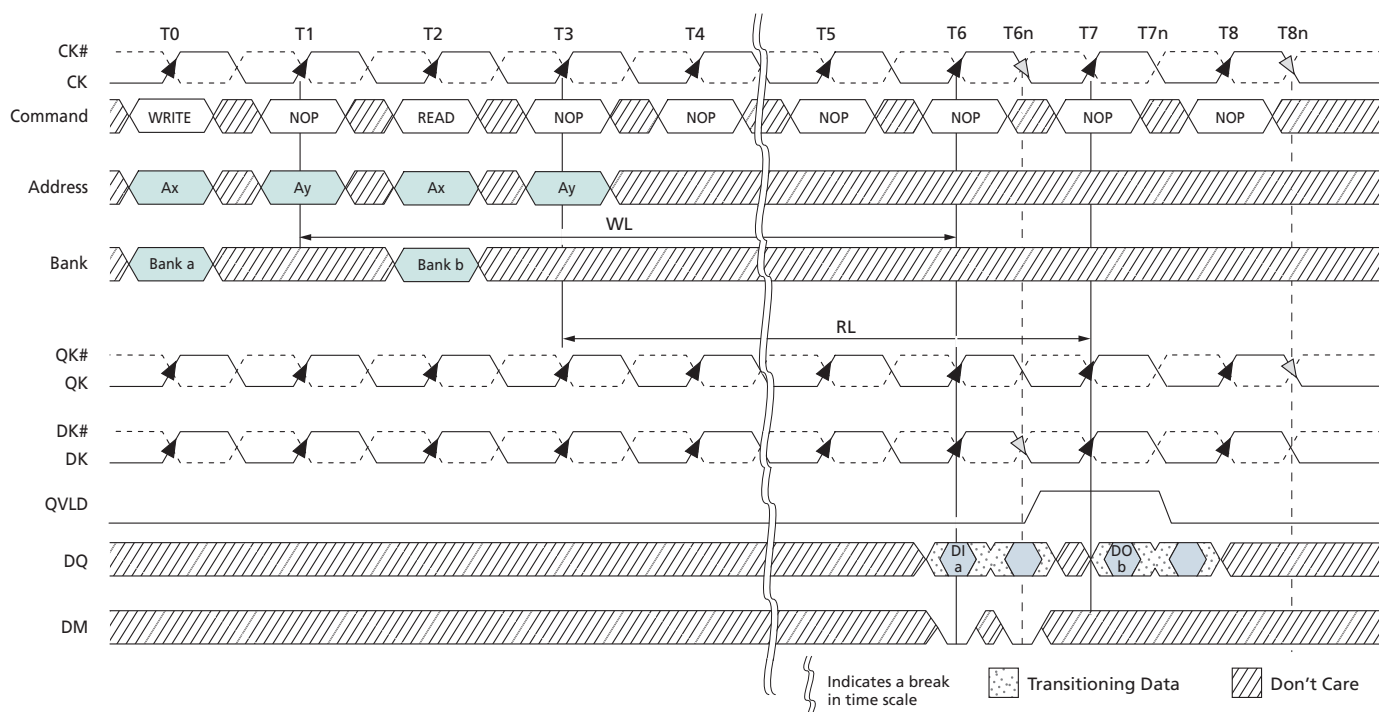 T0 T1 T2 T3 T4 T5 T6 T6n T7 T7n T8 T8n
CK#
CK
Command WRITE NOP READ NOP NOP NOP NOP NOP NOP
Address Ax Ay Ax Ay
WL
Bank Bank a Bank b
RL
QK#
QK
DK#
DK
QVLD
DQ DI a DO b
DM
Indicates a break in time scale
Transitioning Data
Don't Care